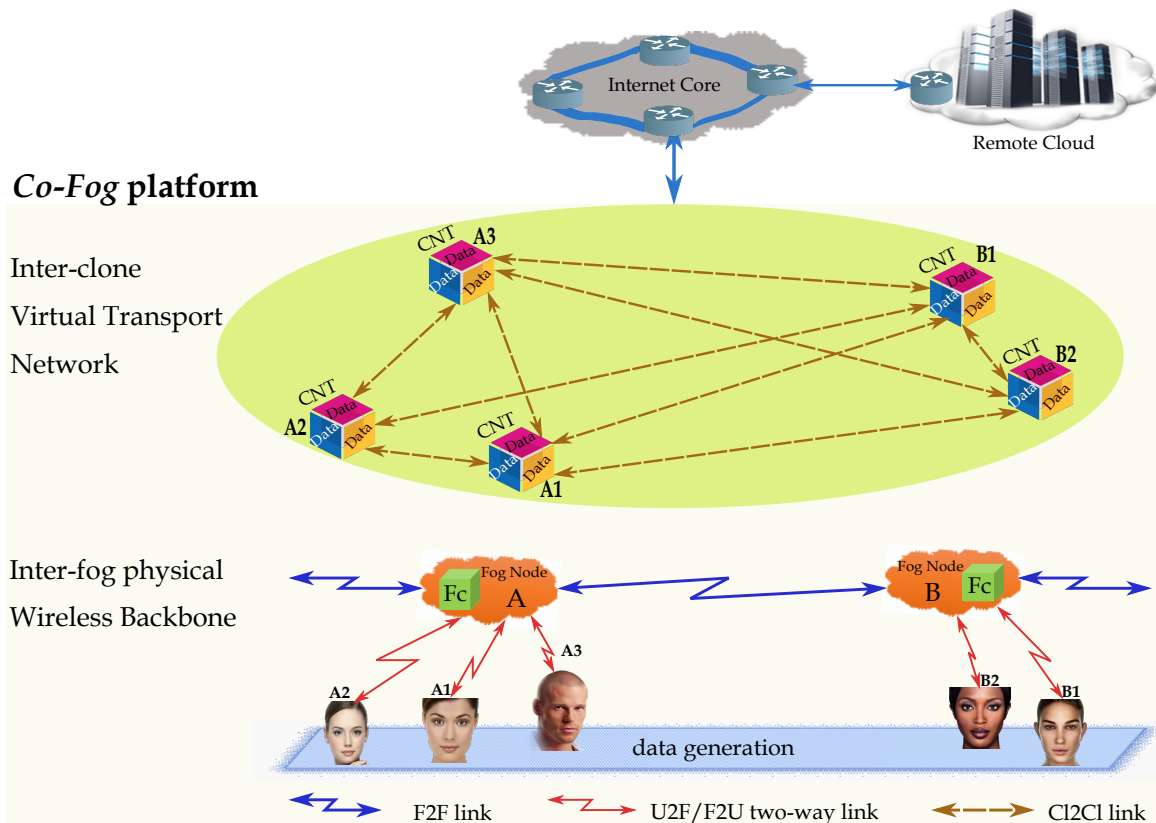 Internet Core
Remote Cloud
Co-Fog platform
Inter-clone
Virtual Transport
Network
CNT
A3
Data
Data
Data
CNT
B1
Data
Data
Data
CNT
B2
Data
Data
Data
CNT
A2
Data
Data
Data
CNT
A1
Data
Data
Data
Inter-fog physical
Wireless Backbone
Fog Node
Fc
A
Fog Node
B
Fc
A3
A2
A1
B2
B1
data generation
F2F link
U2F/F2U two-way link
Cl2Cl link